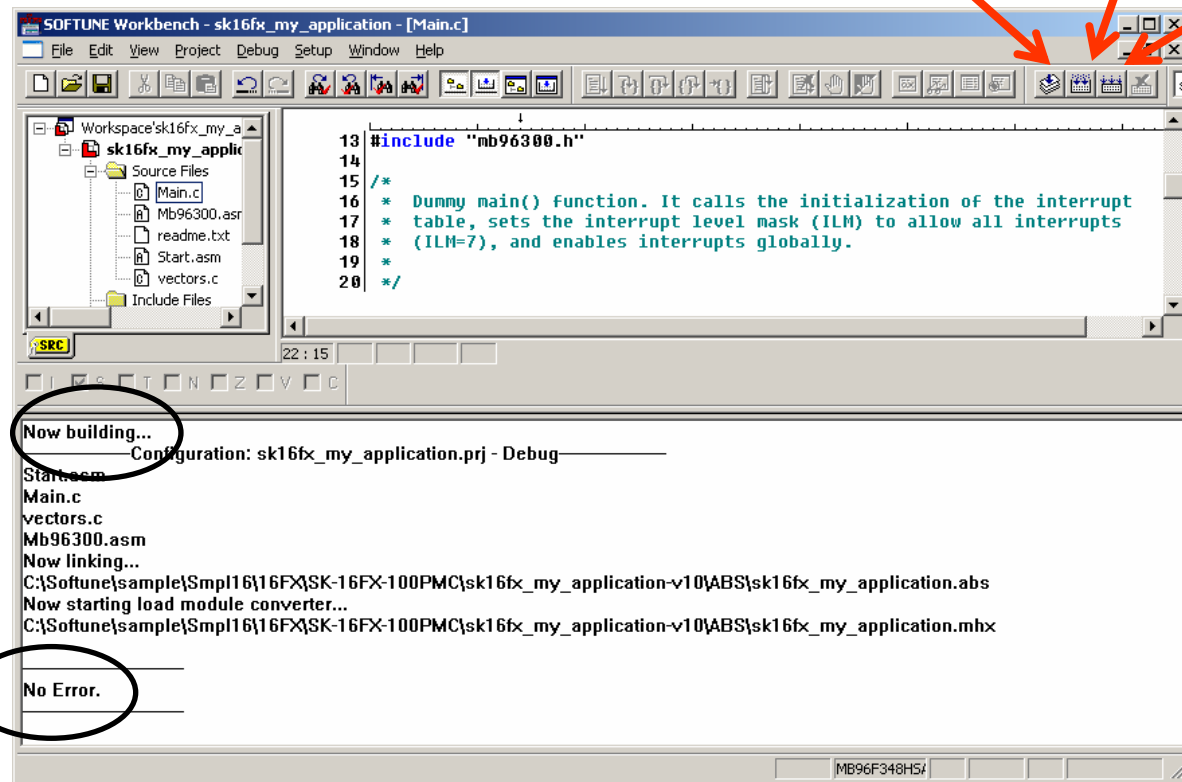 SOFTUNE Workbench - sk16fx_my_application - [Main.c]
File Edit View Project Debug Setup Window Help
Workspace'sk16fx_my_a
sk16fx_my_applic
Source Files
Main.c
Mb96300.asr
readme.txt
Start.asm
vectors.c
Include Files
SRC
13 #include "mb96300.h"
14
15 /*
16 * Dummy main() function. It calls the initialization of the interrupt
17 * table, sets the interrupt level mask (ILM) to allow all interrupts
18 * (ILM=7), and enables interrupts globally.
19 *
20 */
22 : 15
I S T N Z V C
Now building...
Configuration: sk16fx_my_application.prj - Debug
Start.asm
Main.c
vectors.c
Mb96300.asm
Now linking...
C:\Softune\sample\Smpl16\16FX\SK-16FX-100PMC\sk16fx_my_application-v10\ABS\sk16fx_my_application.abs
Now starting load module converter...
C:\Softune\sample\Smpl16\16FX\SK-16FX-100PMC\sk16fx_my_application-v10\ABS\sk16fx_my_application.mhx
No Error.
MB96F348HS